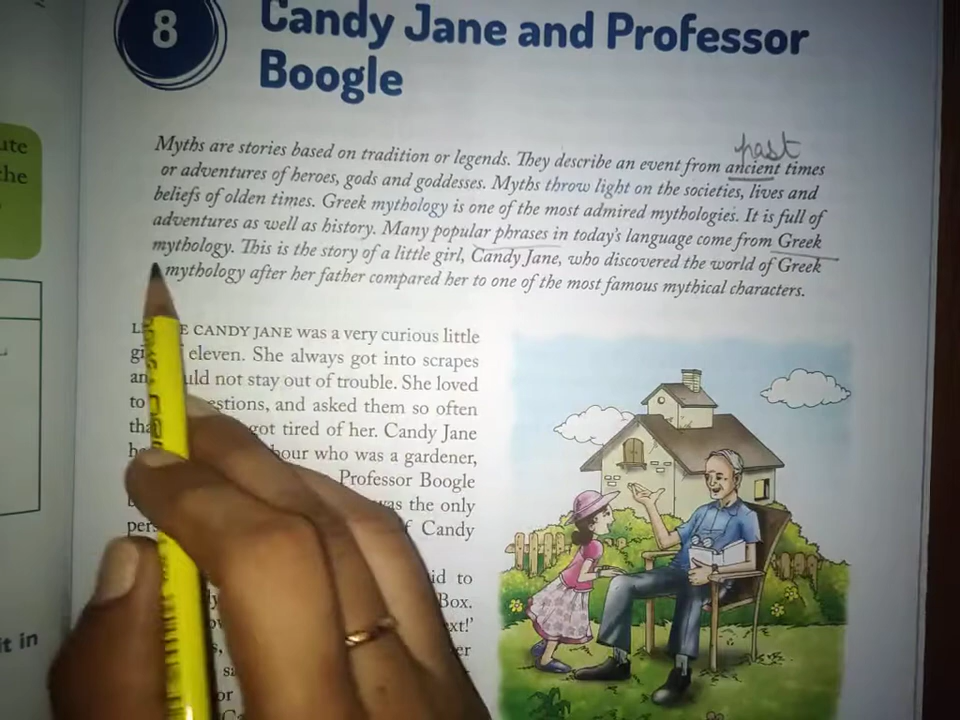 8
Candy Jane and Professor
Boogle
past
Myths are stories based on tradition or legends. They describe an event from ancient times
or adventures of heroes, gods and goddesses. Myths throw light on the societies, lives and
beliefs of olden times. Greek mythology is one of the most admired mythologies. It is full of
adventures as well as history. Many popular phrases in today's language come from Greek
mythology. This is the story of a little girl, Candy Jane, who discovered the world of Greek
mythology after her father compared her to one of the most famous mythical characters.
CANDY JANE was a very curious little
eleven. She always got into scrapes
not stay out of trouble. She loved
to and asked them so often
got tired of her. Candy Jane
who was a gardener,
Professor Boogle
was the only
Candy
to
Box.
it in